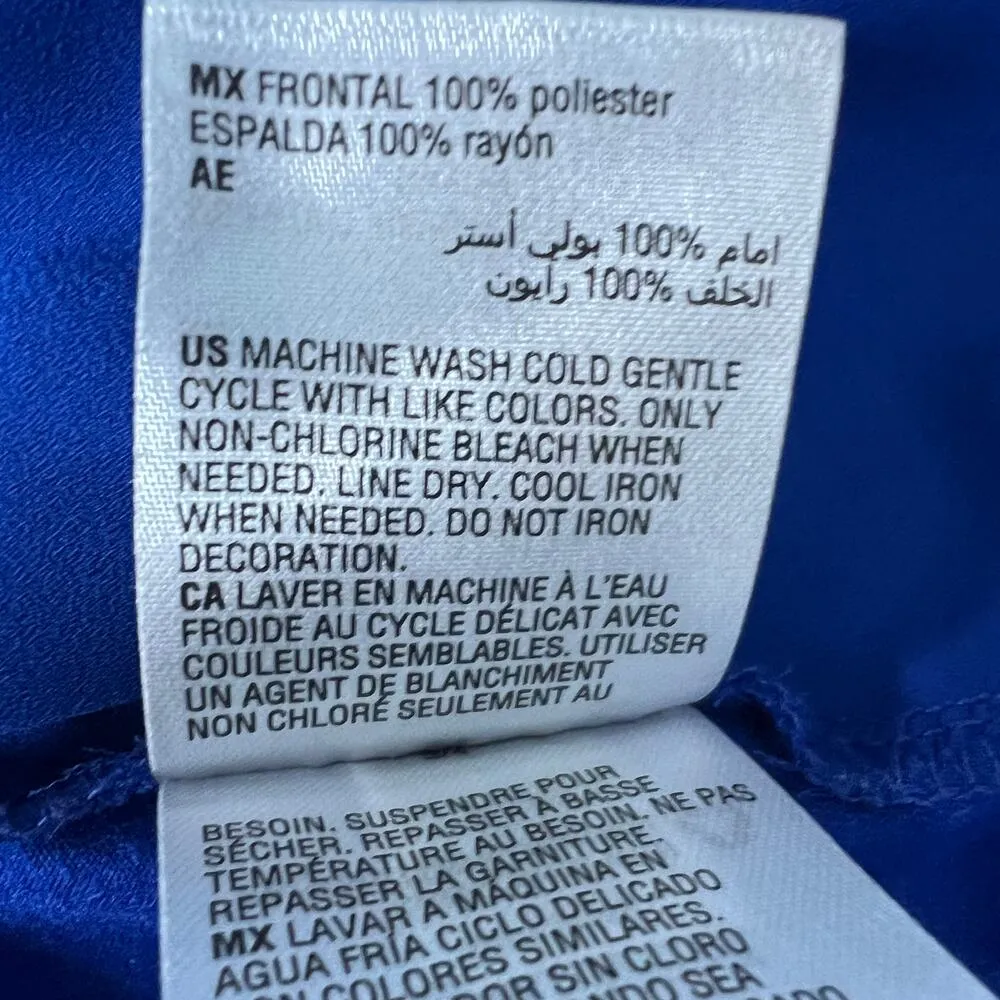 MX FRONTAL 100% poliester
ESPALDA 100% rayón
AE
امام 100% بولي أستر
الخلف 100% رايون
US MACHINE WASH COLD GENTLE
CYCLE WITH LIKE COLORS. ONLY
NON-CHLORINE BLEACH WHEN
NEEDED. LINE DRY. COOL IRON
WHEN NEEDED. DO NOT IRON
DECORATION.
CA LAVER EN MACHINE À L'EAU
FROIDE AU CYCLE DÉLICAT AVEC
COULEURS SEMBLABLES. UTILISER
UN AGENT DE BLANCHIMENT
NON CHLORÉ SEULEMENT AU
BESOIN. SUSPENDRE POUR
SÉCHER. REPASSER À BASSE
TEMPÉRATURE AU BESOIN. NE PAS
REPASSER LA GARNITURE.
MX LAVAR A MÁQUINA EN
AGUA FRÍA CICLO DELICADO
COLORES SIMILARES.
SIN CLORO
SEA